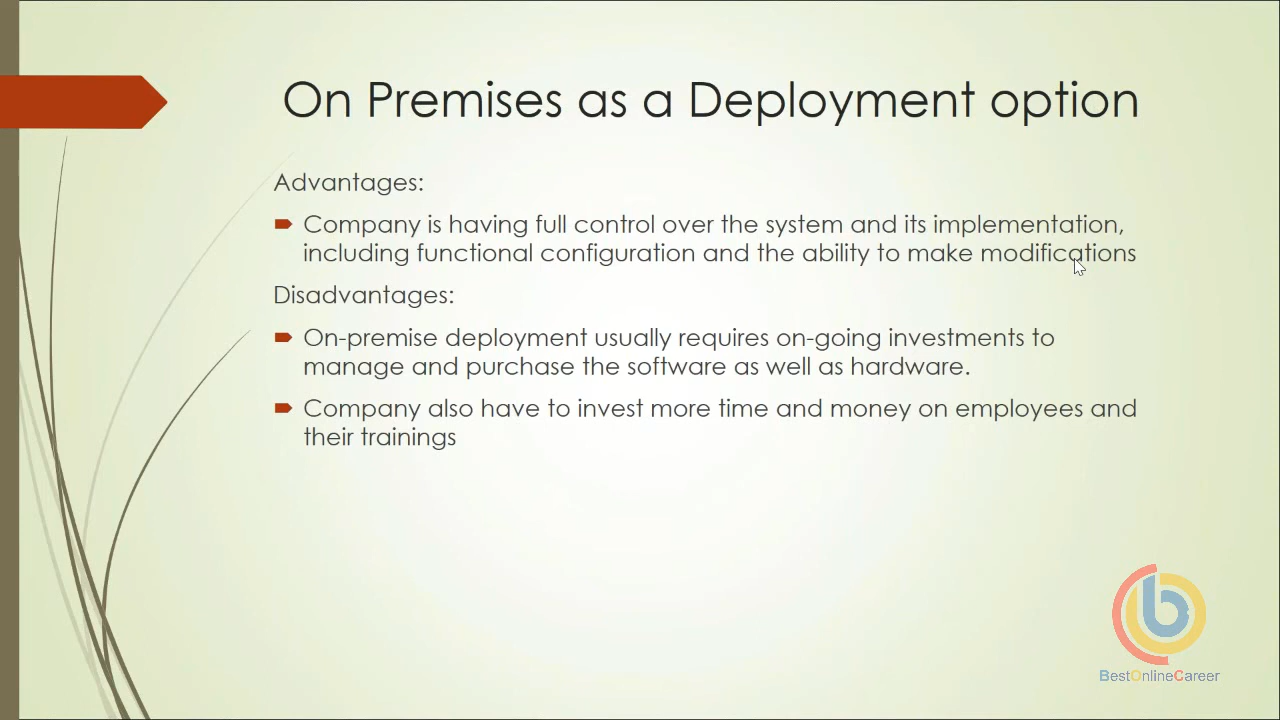 On Premises as a Deployment option
Advantages:
Company is having full control over the system and its implementation,
including functional configuration and the ability to make modifications
Disadvantages:
On-premise deployment usually requires on-going investments to
manage and purchase the software as well as hardware.
Company also have to invest more time and money on employees and
their trainings
b
BestOnlineCareer